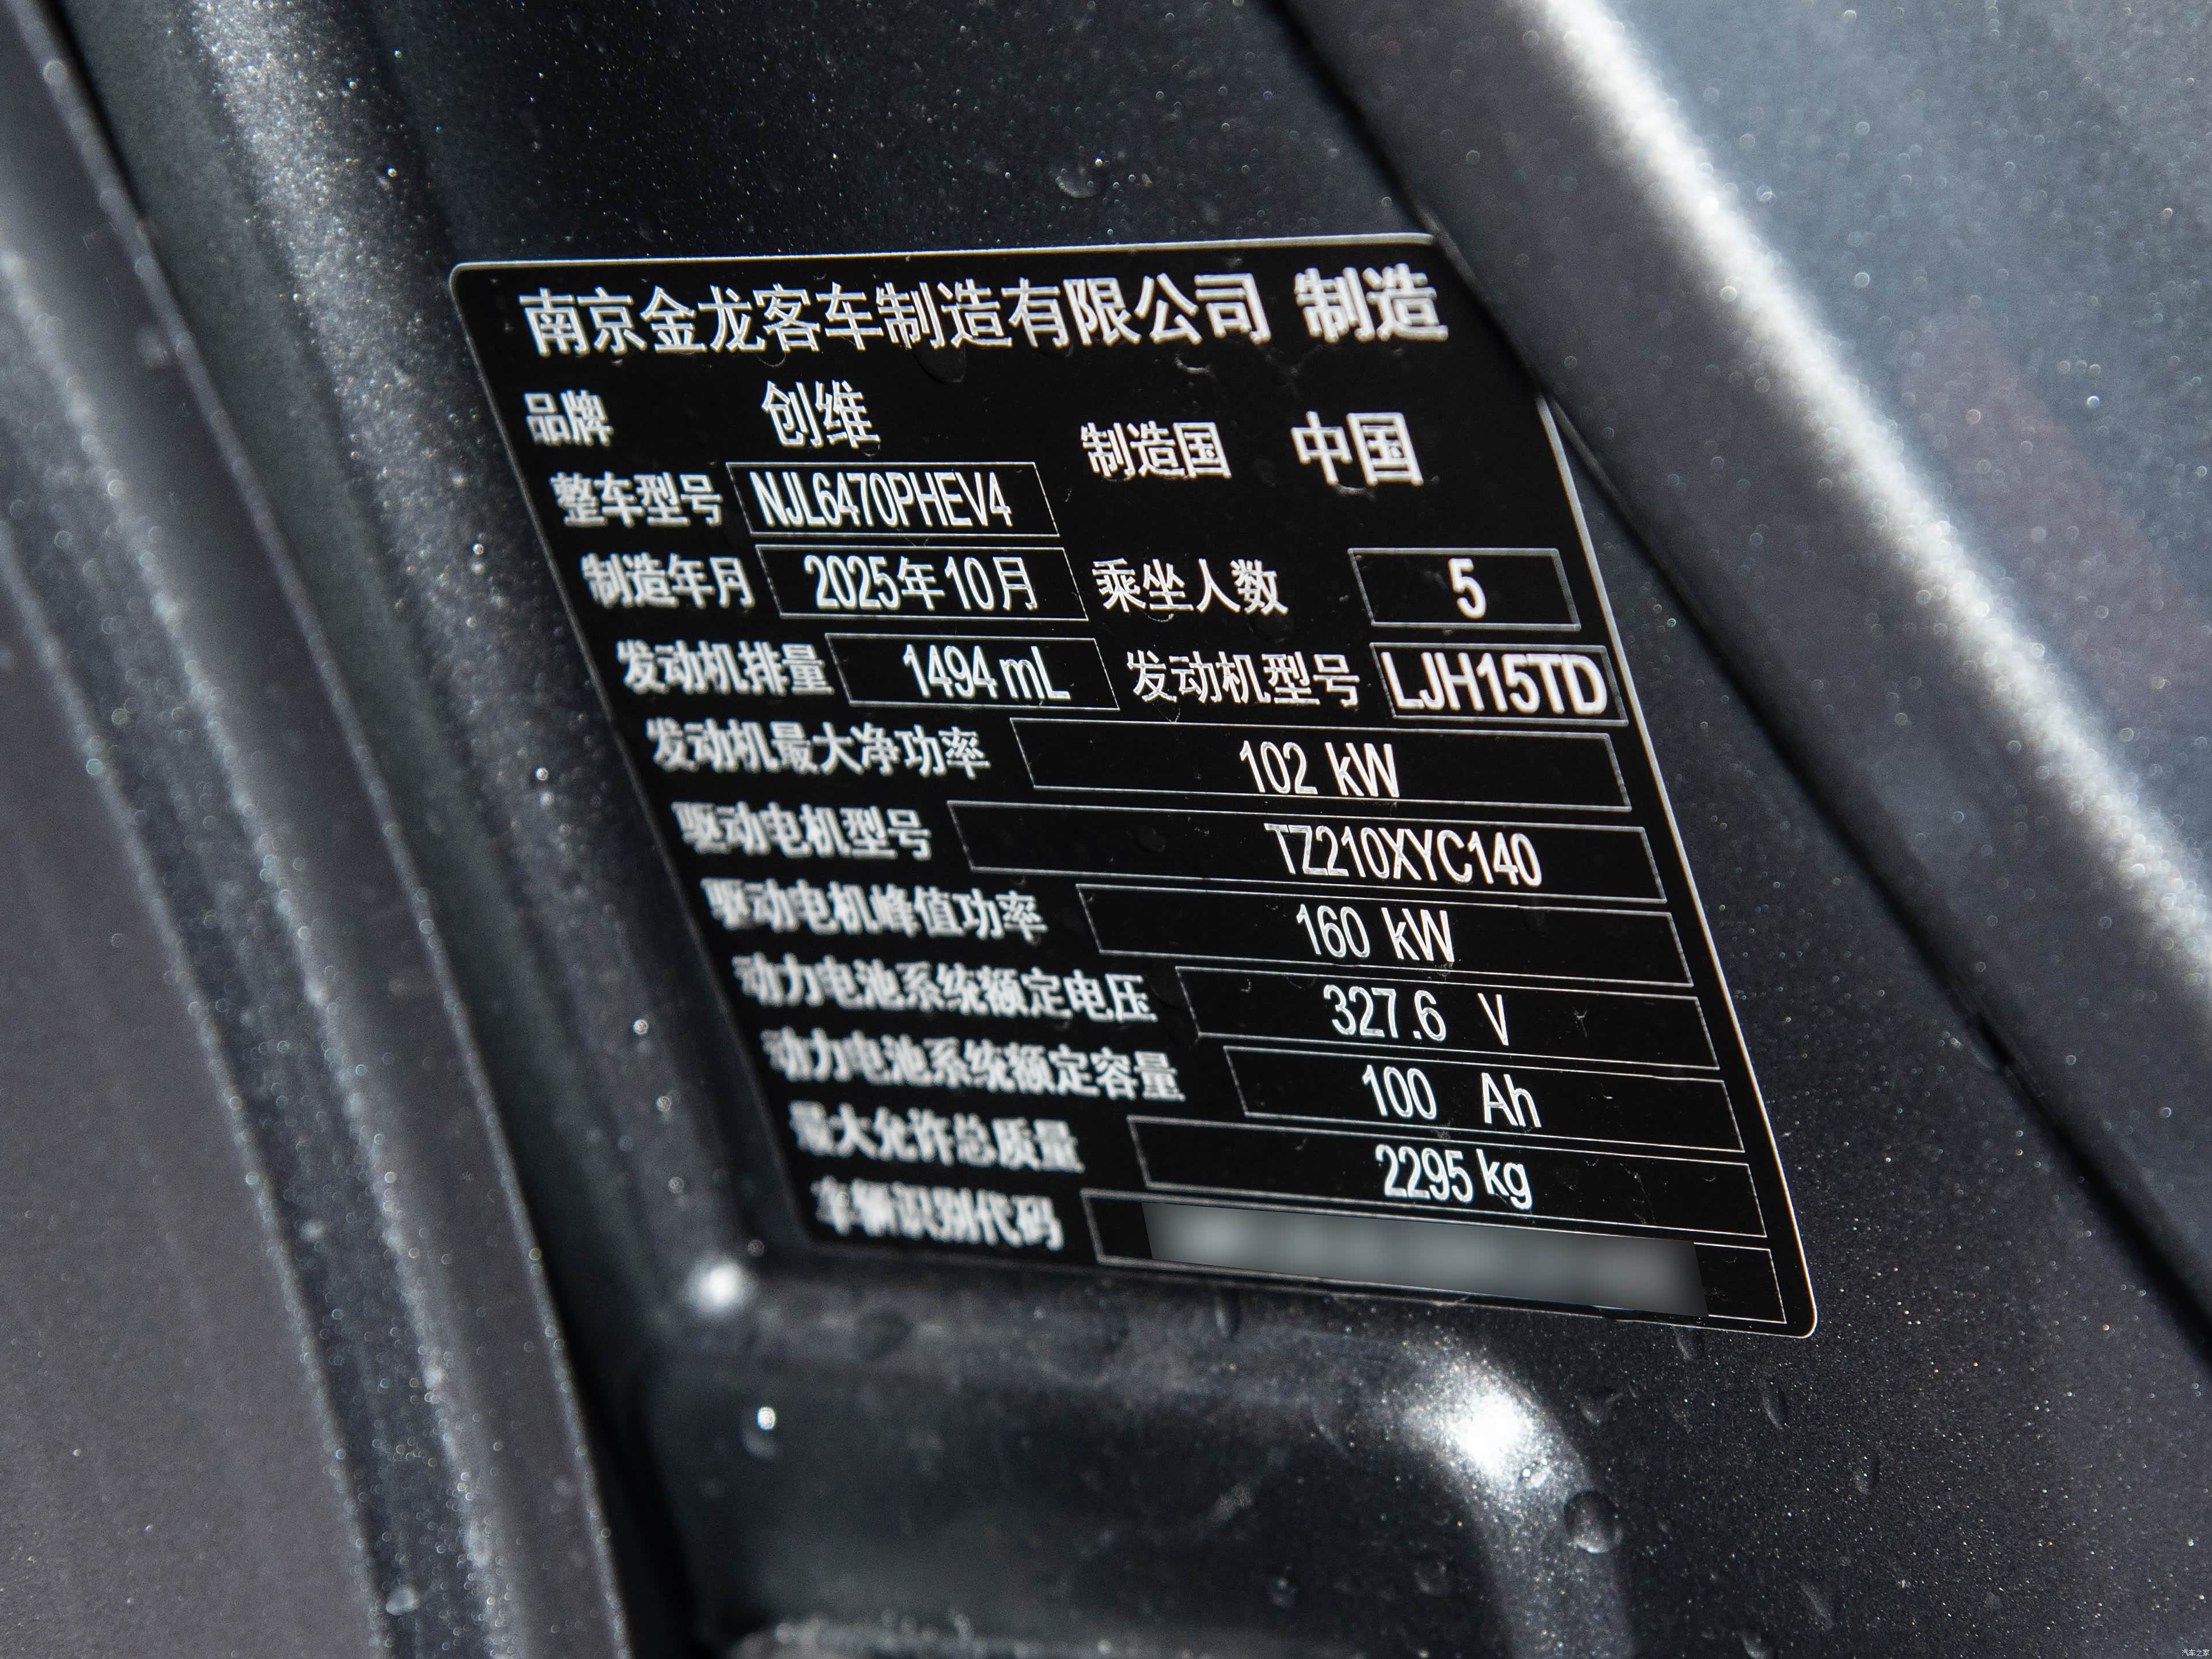 南京金龙客车制造有限公司 制造
品牌 创维 制造国 中国
整车型号 NJL6470PHEV4
制造年月 2025年10月 乘坐人数 5
发动机排量 1494 mL 发动机型号 LJH15TD
发动机最大净功率 102 kW
驱动电机型号 TZ210XYC140
驱动电机峰值功率 160 kW
动力电池系统额定电压 327.6 V
动力电池系统额定容量 100 Ah
最大允许总质量 2295 kg
车辆识别代码
汽车之家